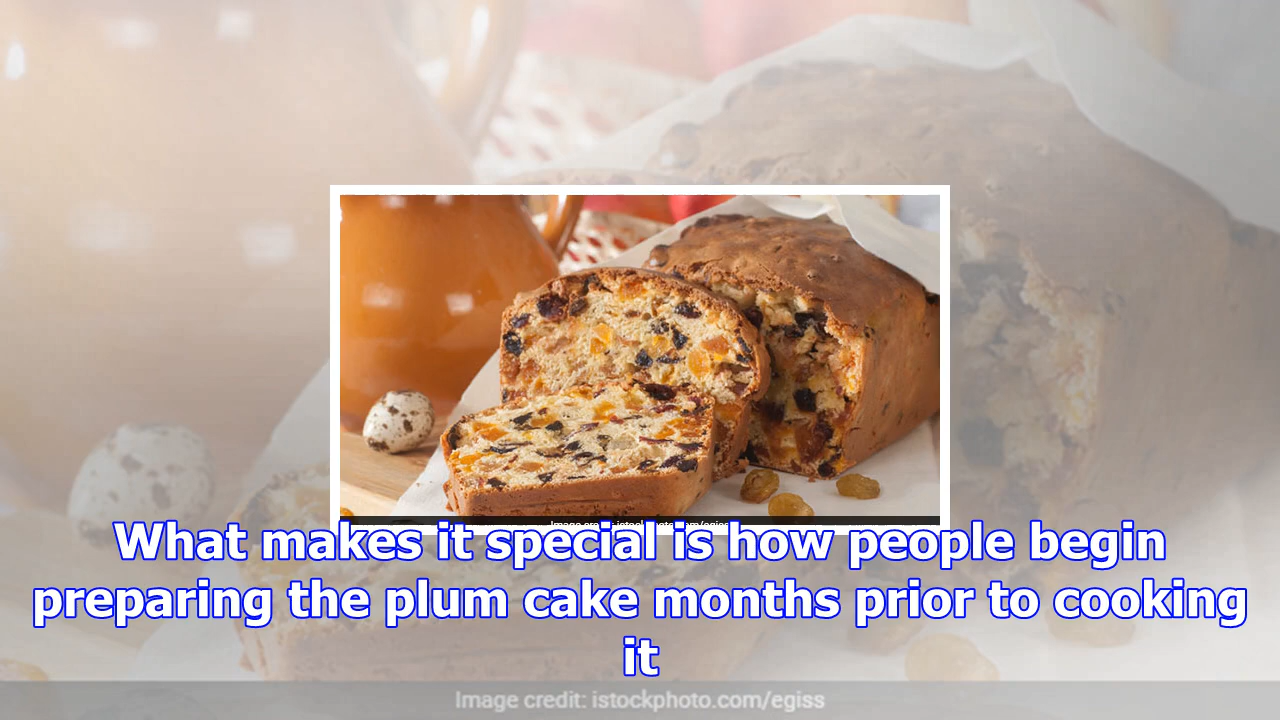 What makes it special is how people begin
preparing the plum cake months prior to cooking
it
Image credit: istockphoto.com/egiss